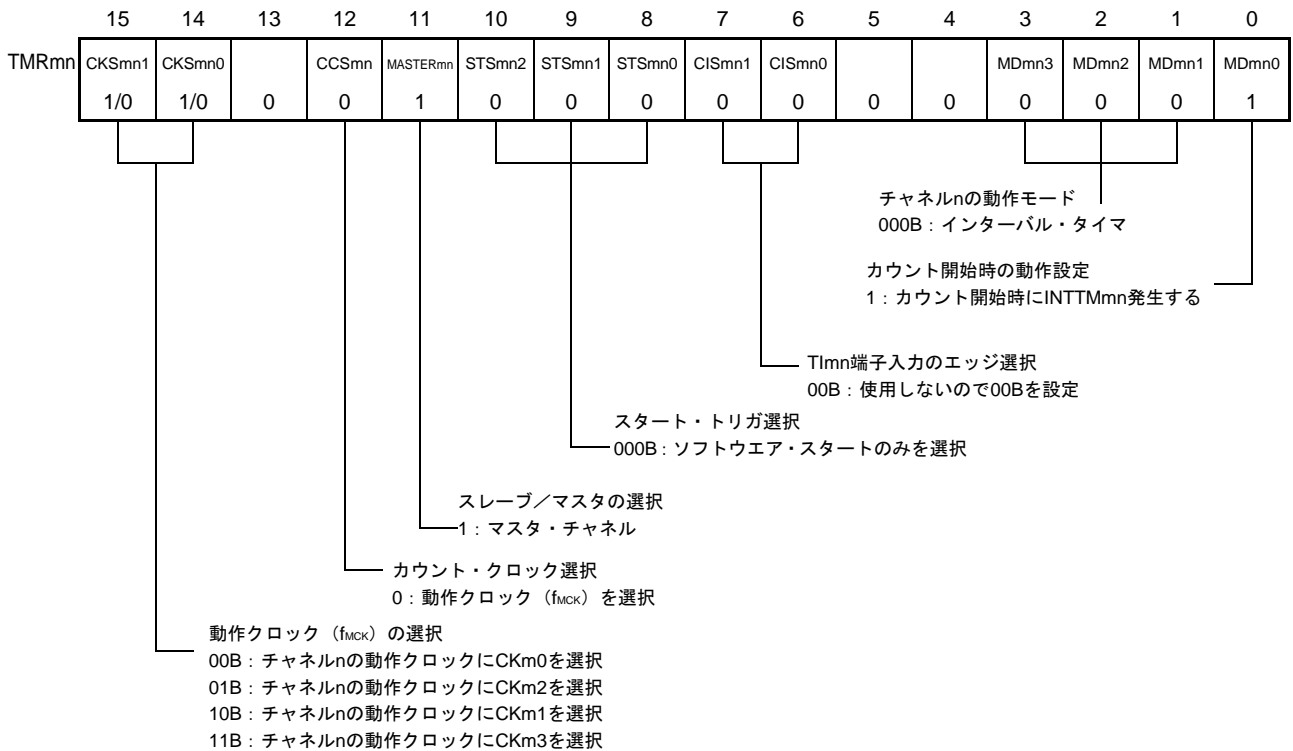 15 14 13 12 11 10 9 8 7 6 5 4 3 2 1 0
TMRmn CKSmn1 CKSmn0 CCSmn MASTERmn STSmn2 STSmn1 STSmn0 CISmn1 CISmn0 MDmn3 MDmn2 MDmn1 MDmn0
1/0 1/0 0 0 1 0 0 0 0 0 0 0 0 0 0 1
チャネルnの動作モード
000B：インターバル・タイマ
カウント開始時の動作設定
1：カウント開始時にINTTMmn発生する
TImn端子入力のエッジ選択
00B：使用しないので00Bを設定
スタート・トリガ選択
000B：ソフトウエア・スタートのみを選択
スレーブ／マスタの選択
1：マスタ・チャネル
カウント・クロック選択
0：動作クロック（fMCK）を選択
動作クロック（fMCK）の選択
00B：チャネルnの動作クロックにCKm0を選択
01B：チャネルnの動作クロックにCKm2を選択
10B：チャネルnの動作クロックにCKm1を選択
11B：チャネルnの動作クロックにCKm3を選択